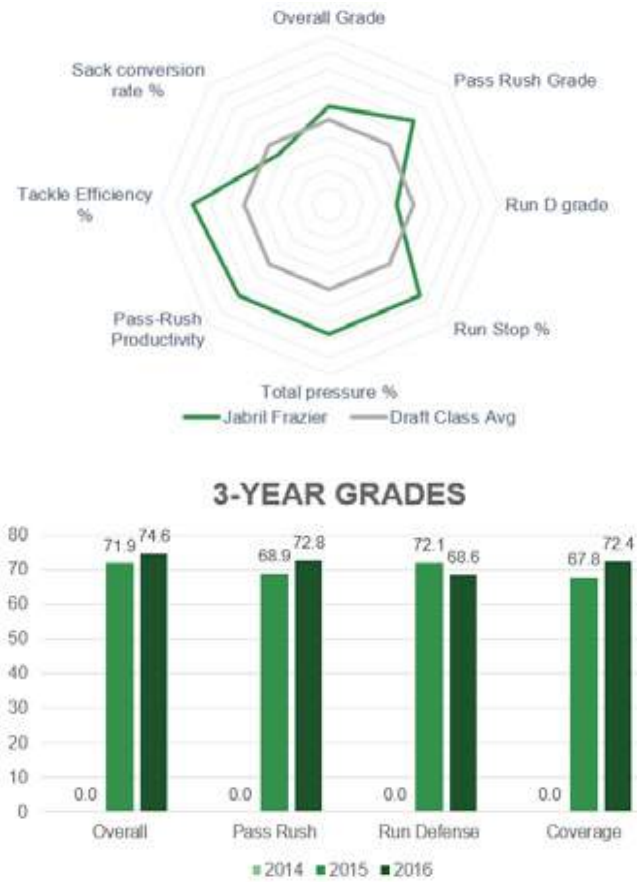 Overall Grade
Sack conversion
rate %
Pass Rush Grade
Tackle Efficiency
%
Run D grade
Pass-Rush
Productivity
Run Stop %
Total pressure %
Jabril Frazier
Draft Class Avg
3-YEAR GRADES
80
70
60
50
40
30
20
10
0
0.0
71.9
74.6
0.0
68.9
72.8
0.0
72.1
68.6
0.0
67.8
72.4
Overall
Pass Rush
Run Defense
Coverage
2014
2015
2016